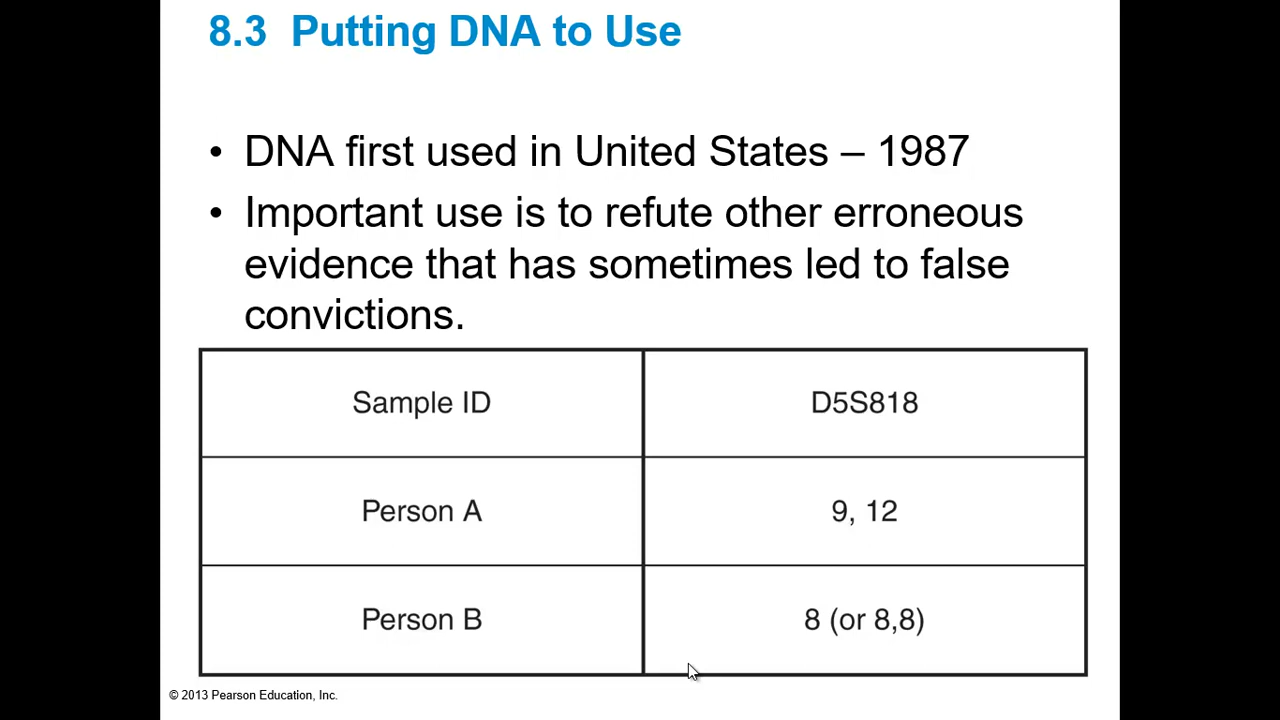 8.3 Putting DNA to Use
• DNA first used in United States – 1987
• Important use is to refute other erroneous
evidence that has sometimes led to false
convictions.
Sample ID D5S818
Person A 9, 12
Person B 8 (or 8,8)
© 2013 Pearson Education, Inc.